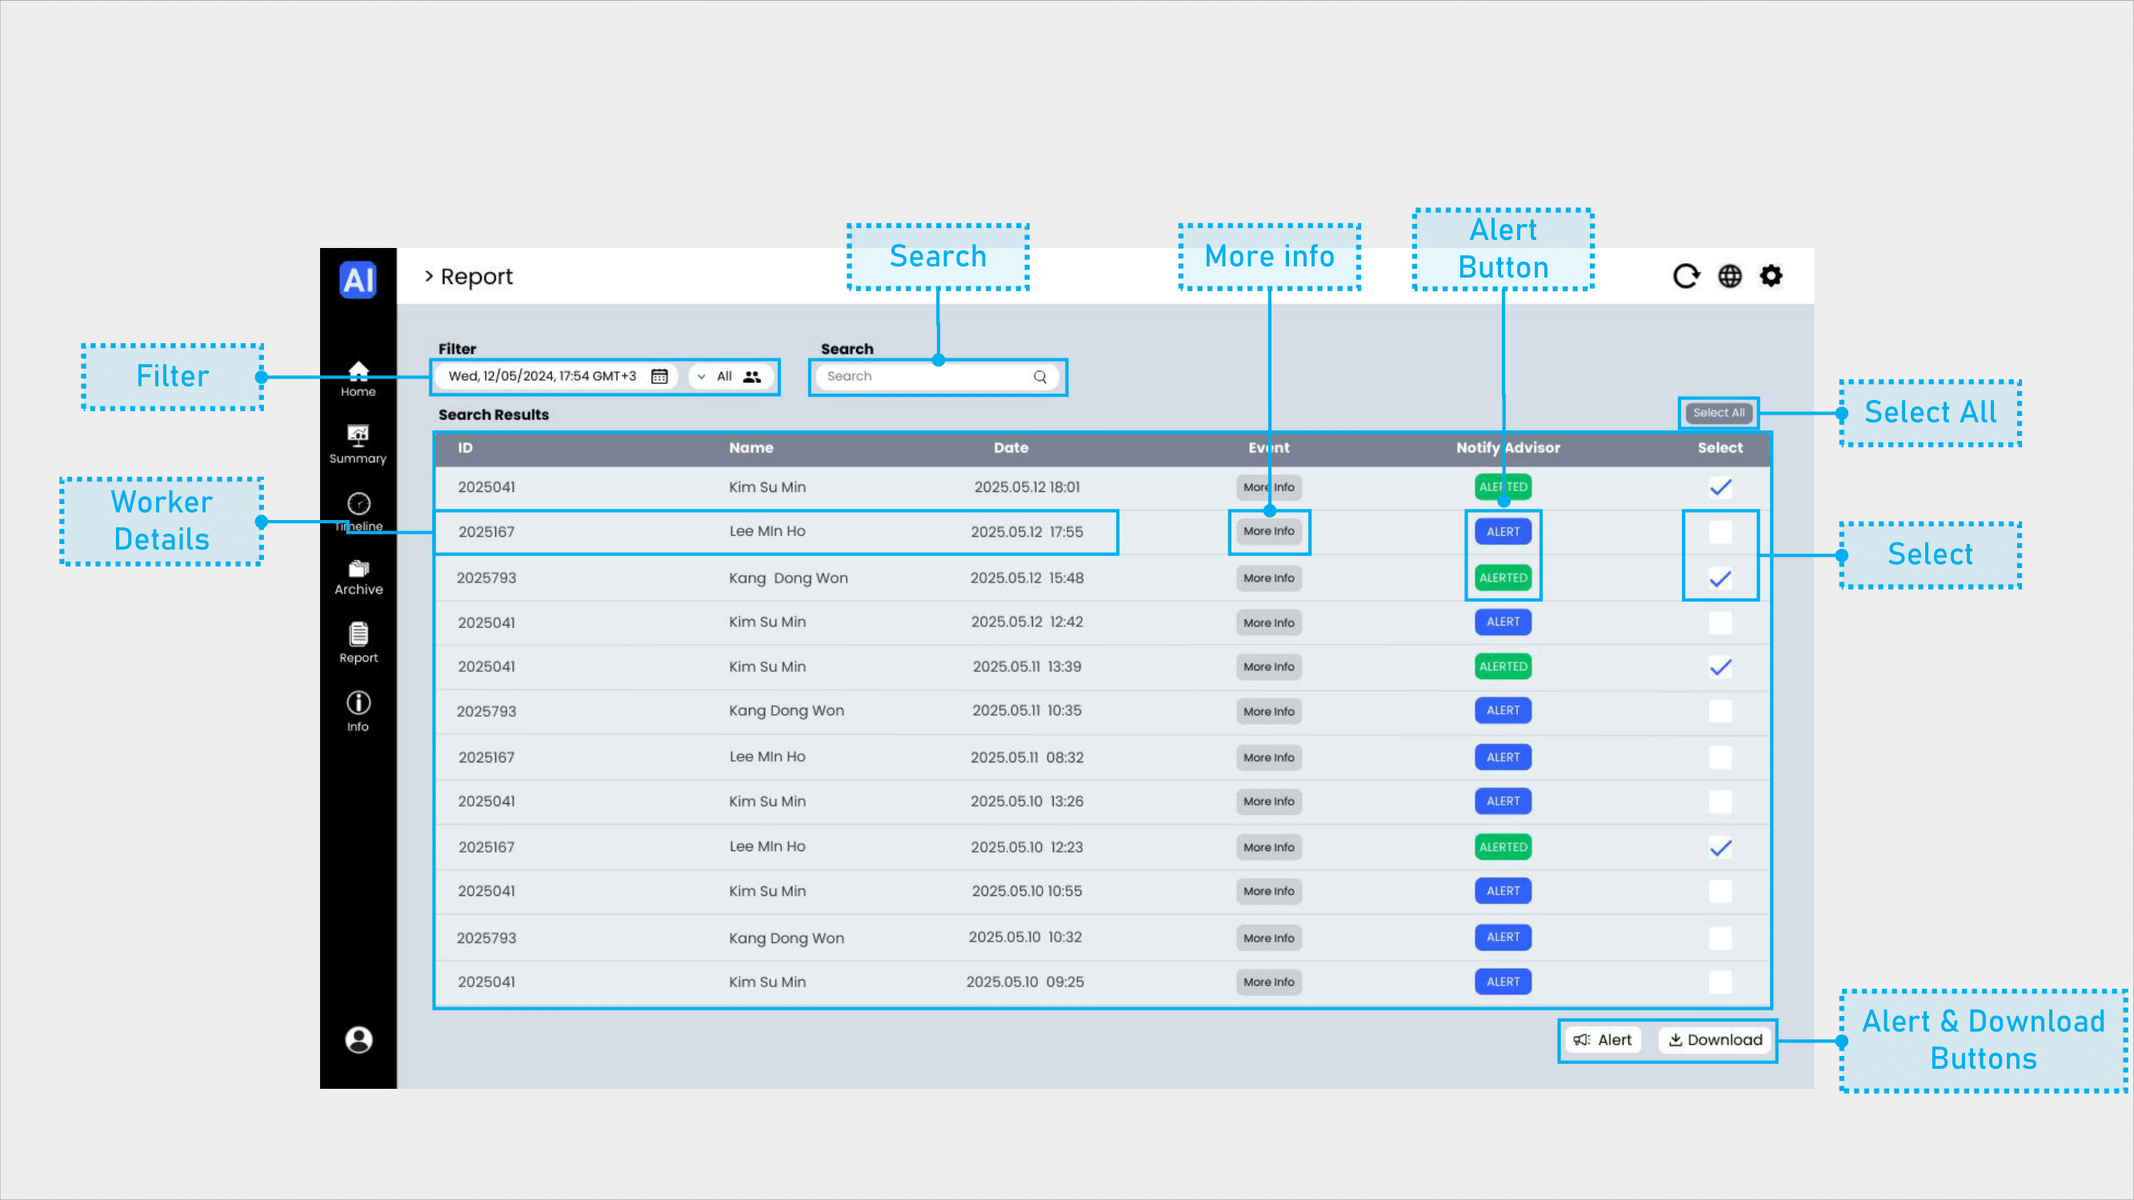 Alert
Button
Search
More info
AI
> Report
Filter
Search
Filter
Wed, 12/05/2024, 17:54 GMT+3
All
Search
Home
Search Results
Select All
Select All
ID Name Date Event Notify Advisor Select
Summary
2025041 Kim Su Min 2025.05.12 18:01 More Info ALERTED
Worker
Details
Timeline
2025167 Lee MIn Ho 2025.05.12 17:55 More Info ALERT
Select
2025793 Kang Dong Won 2025.05.12 15:48 More Info ALERTED
Archive
2025041 Kim Su Min 2025.05.12 12:42 More Info ALERT
Report
2025041 Kim Su Min 2025.05.11 13:39 More Info ALERTED
2025793 Kang Dong Won 2025.05.11 10:35 More Info ALERT
Info
2025167 Lee MIn Ho 2025.05.11 08:32 More Info ALERT
2025041 Kim Su Min 2025.05.10 13:26 More Info ALERT
2025167 Lee MIn Ho 2025.05.10 12:23 More Info ALERTED
2025041 Kim Su Min 2025.05.10 10:55 More Info ALERT
2025793 Kang Dong Won 2025.05.10 10:32 More Info ALERT
2025041 Kim Su Min 2025.05.10 09:25 More Info ALERT
Alert Download
Alert & Download
Buttons